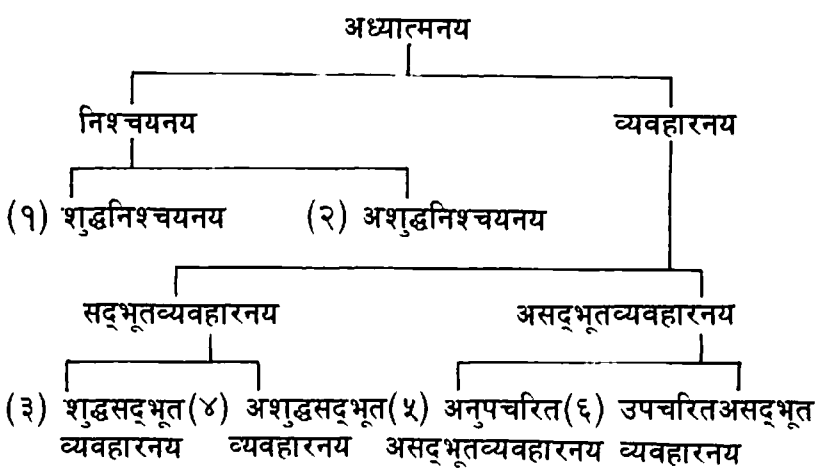 अध्यात्मनय
निश्चयनय व्यवहारनय
(१) शुद्धनिश्चयनय (२) अशुद्धनिश्चयनय
सद्भूतव्यवहारनय असद्भूतव्यवहारनय
(३) शुद्धसद्भूत (४) अशुद्धसद्भूत (५) अनुपचरित (६) उपचरितअसद्भूत
व्यवहारनय व्यवहारनय असद्भूतव्यवहारनय व्यवहारनय